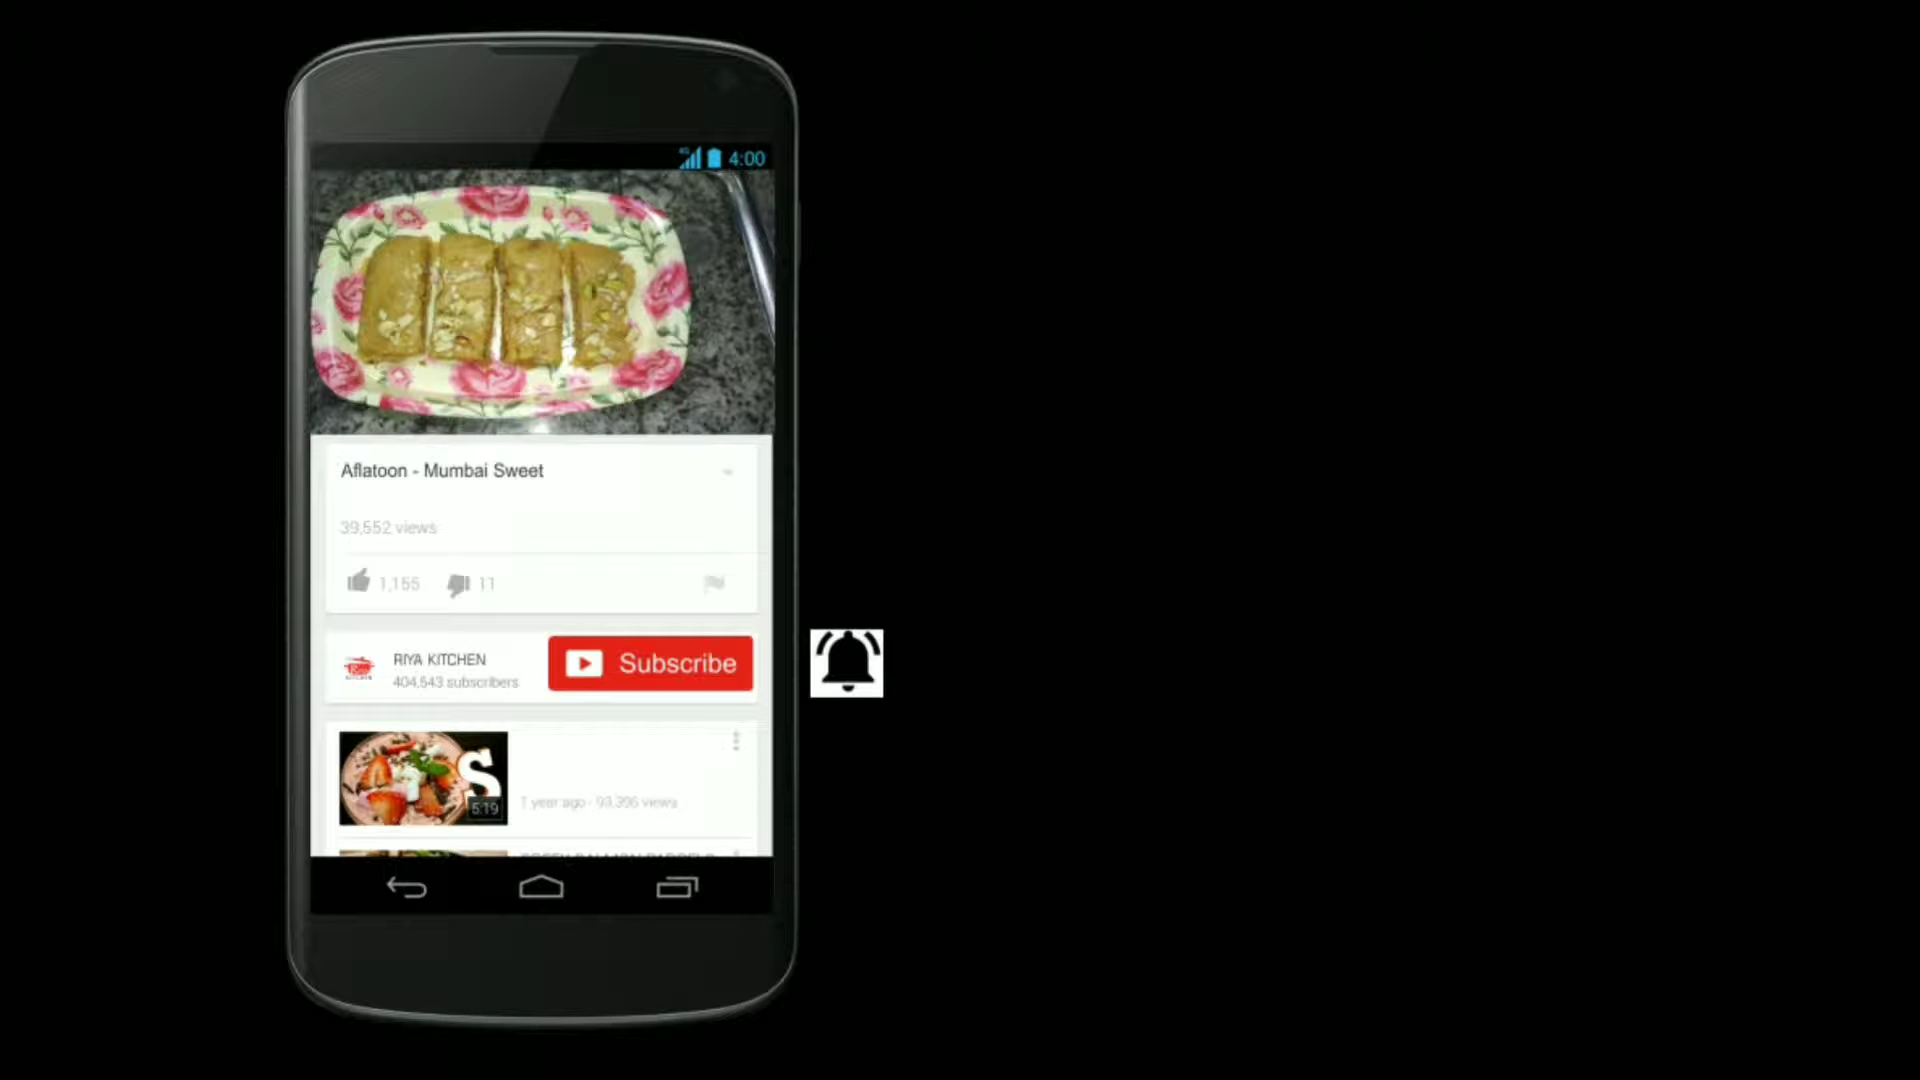 4G 4:00
Aflatoon - Mumbai Sweet
39,552 views
1,155 11
RIYA KITCHEN
404,543 subscribers
Subscribe
S
5:19
1 year ago - 93,396 views